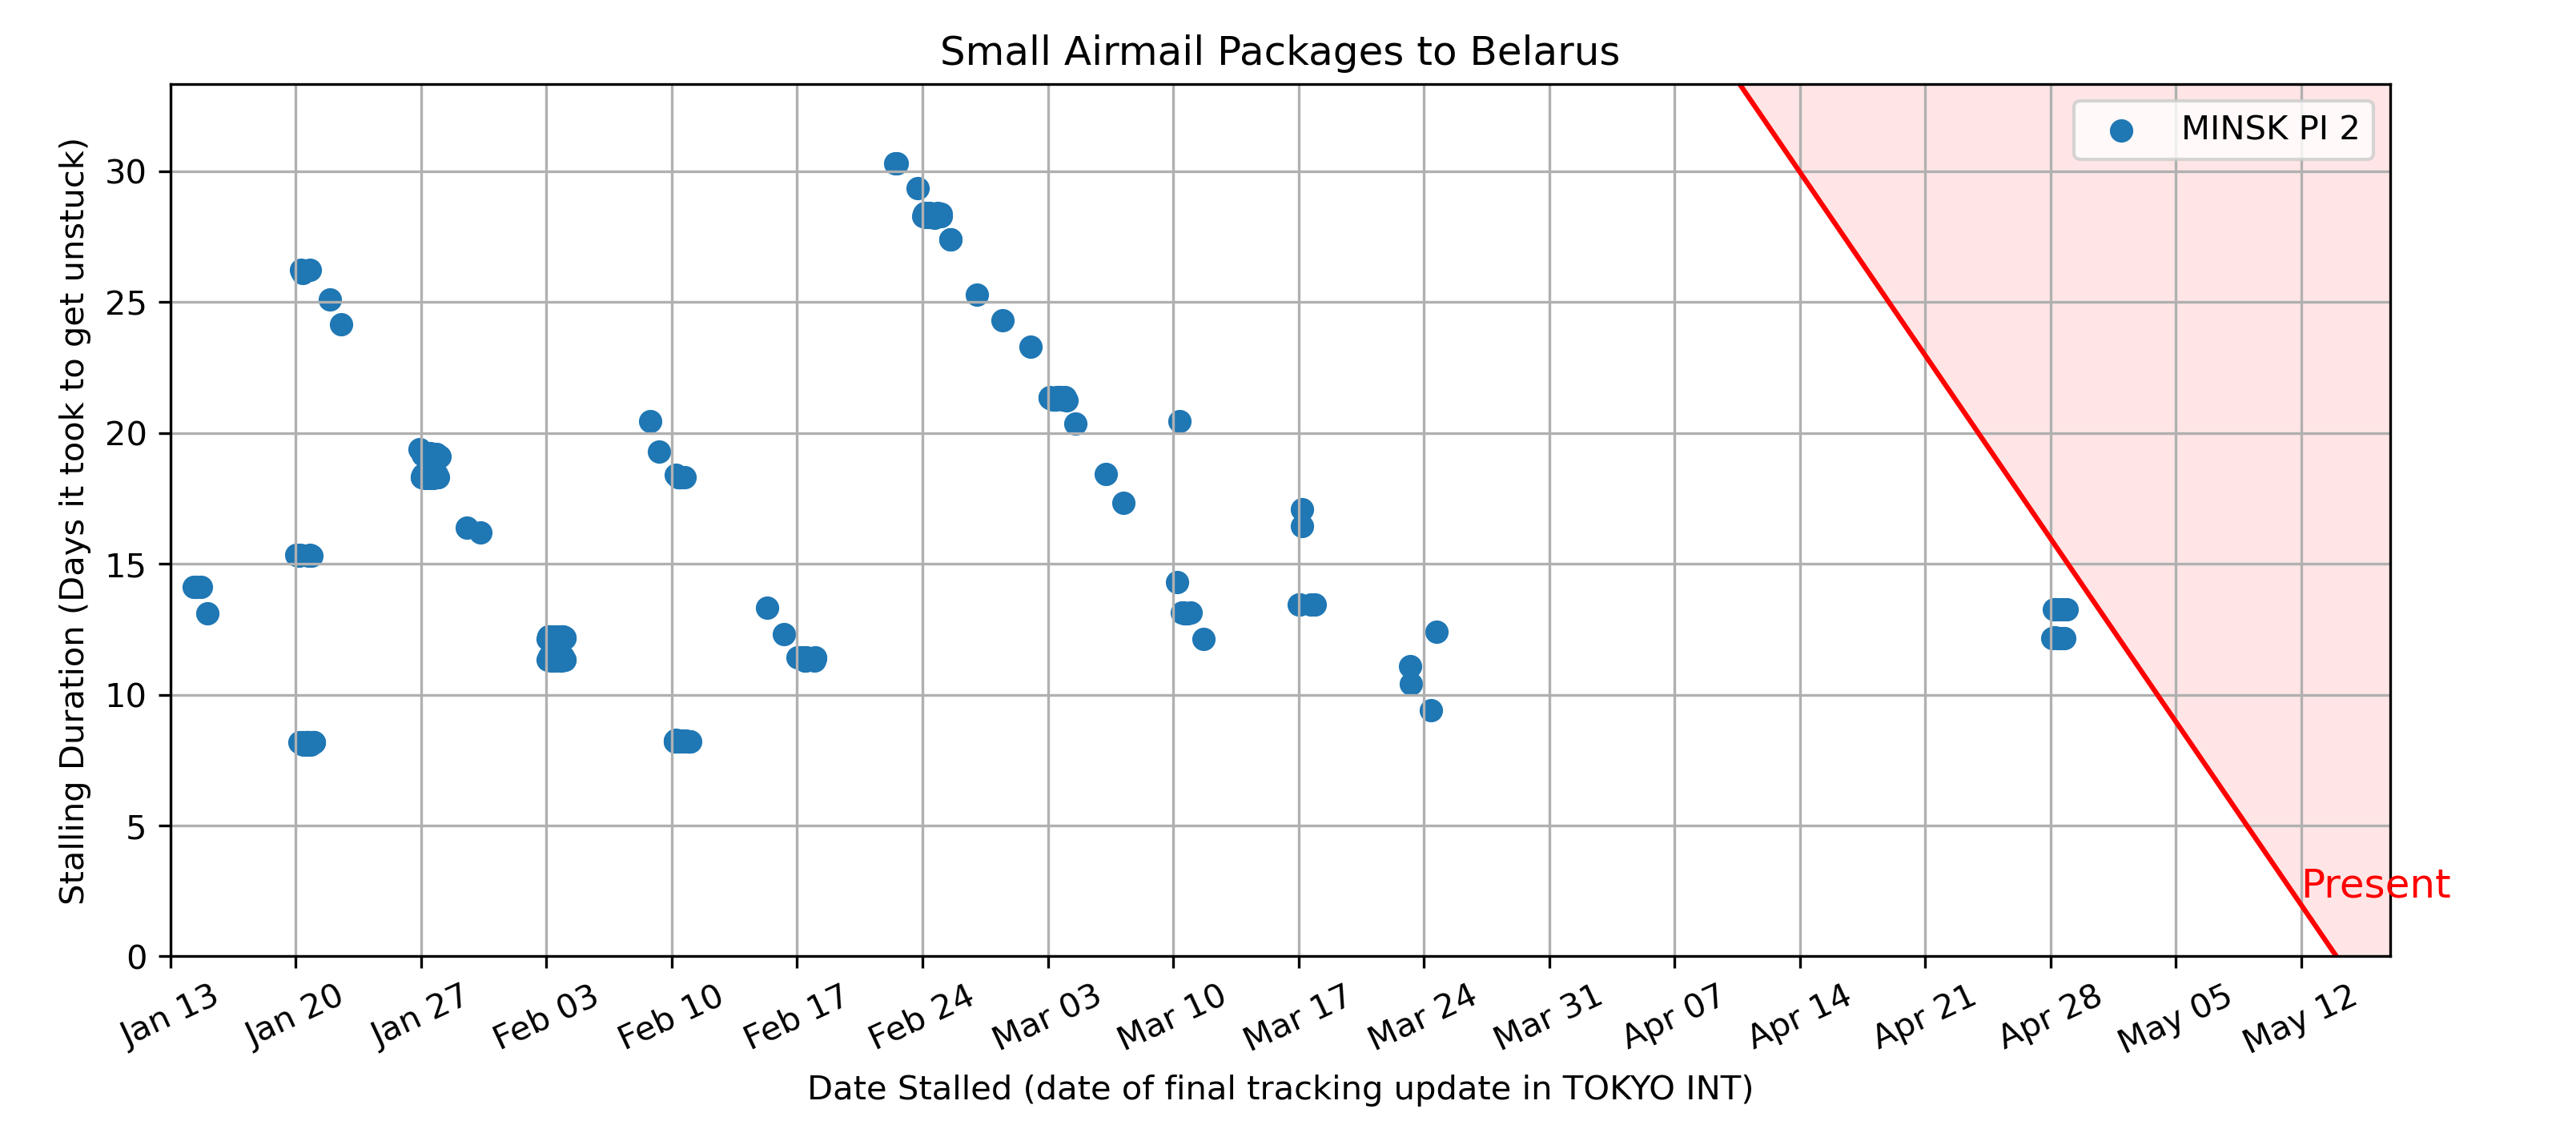 Small Airmail Packages to Belarus
MINSK PI 2
Stalling Duration (Days it took to get unstuck)
30
25
20
15
10
5
0
Present
Jan 13
Jan 20
Jan 27
Feb 03
Feb 10
Feb 17
Feb 24
Mar 03
Mar 10
Mar 17
Mar 24
Mar 31
Apr 07
Apr 14
Apr 21
Apr 28
May 05
May 12
Date Stalled (date of final tracking update in TOKYO INT)